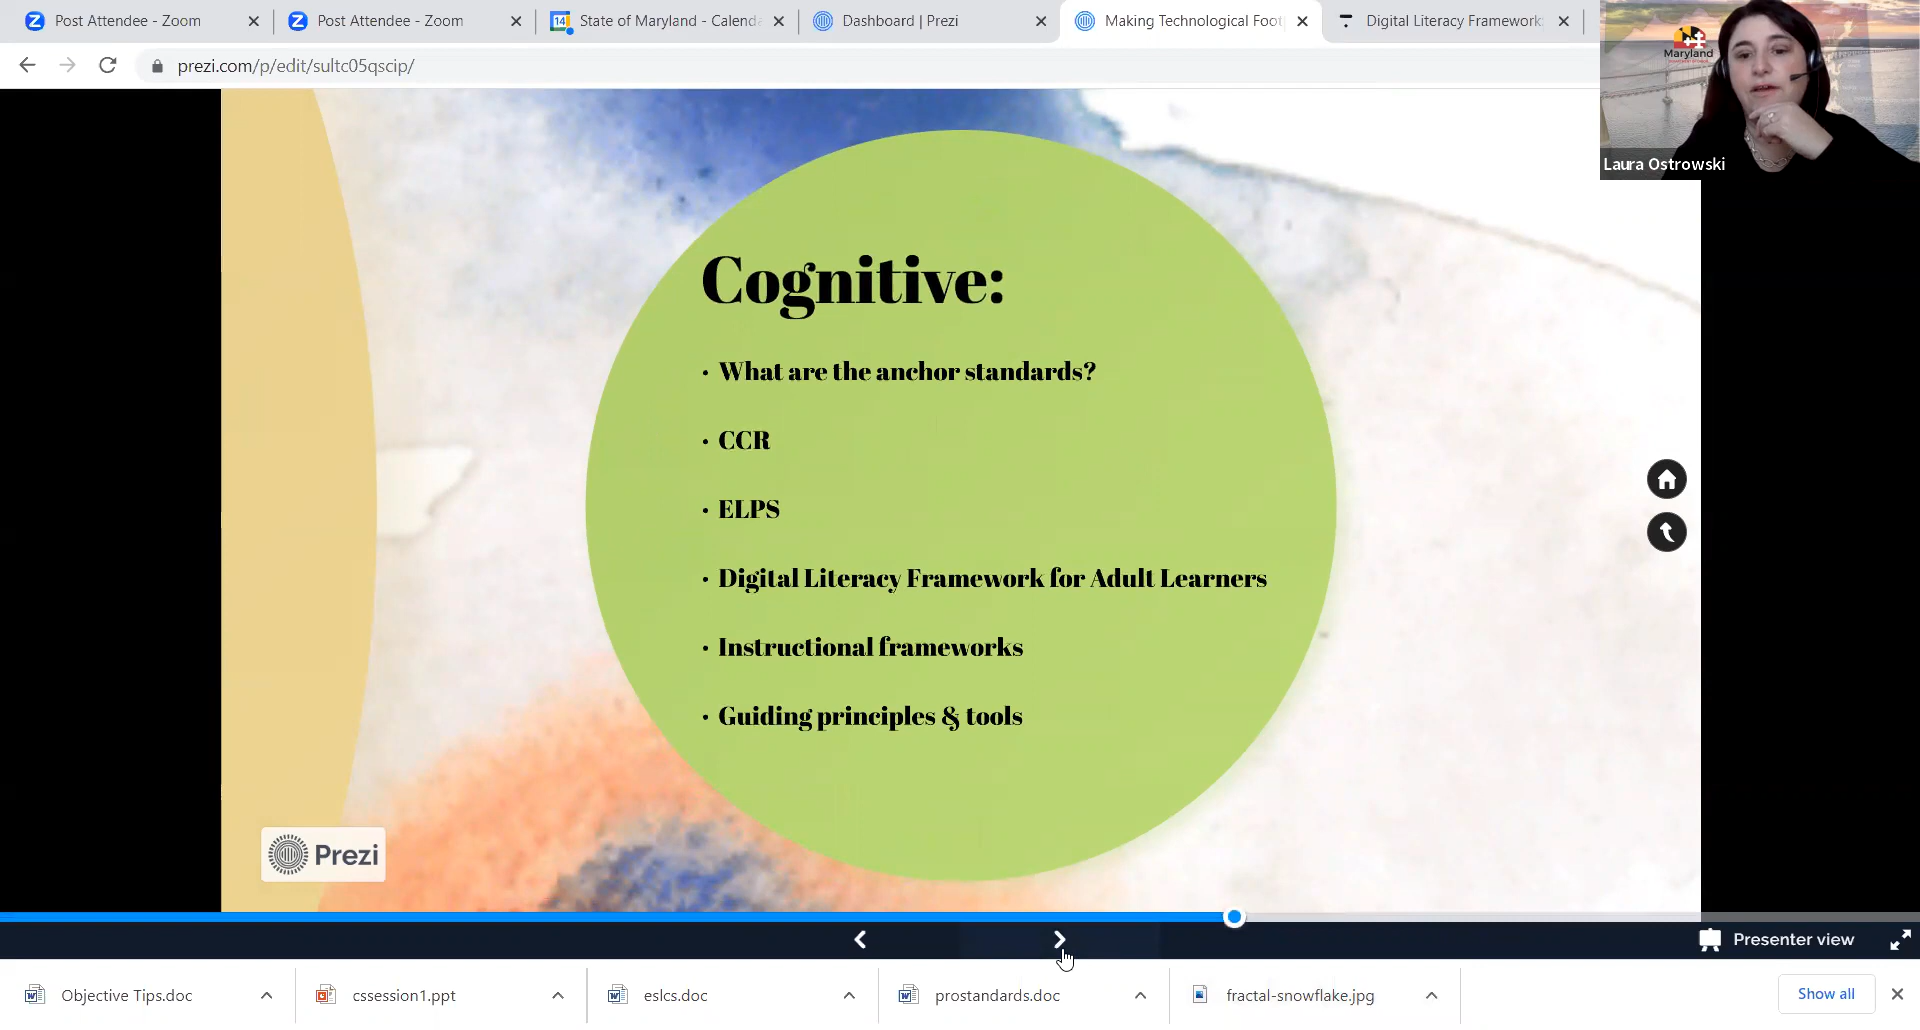 Post Attendee - Zoom
Post Attendee - Zoom
14
State of Maryland - Calenda
Dashboard | Prezi
Making Technological Foot
Digital Literacy Framework
prezi.com/p/edit/sultc05qscip/
Maryland
Laura Ostrowski
Cognitive:
• What are the anchor standards?
• CCR
• ELPS
• Digital Literacy Framework for Adult Learners
• Instructional frameworks
• Guiding principles & tools
Prezi
Presenter view
Objective Tips.doc
cssession1.ppt
eslcs.doc
prostandards.doc
fractal-snowflake.jpg
Show all